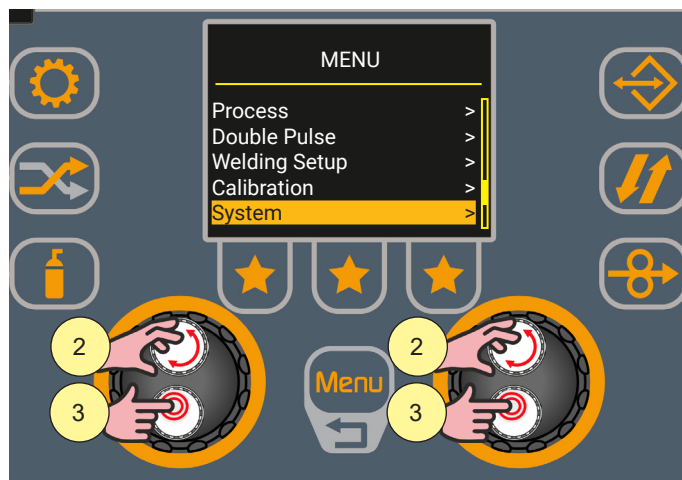 MENU
Process >
Double Pulse >
Welding Setup >
Calibration >
System >
2
2
3
3
Menu